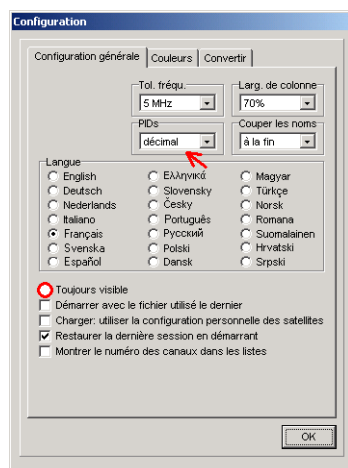 Configuration
Configuration générale Couleurs Convertir
Tol. fréqu. Larg. de colonne
5 MHz 70%
PIDs Couper les noms
décimal à la fin
Langue
English Ελληνικά Magyar
Deutsch Slovensky Türkçe
Nederlands Česky Norsk
Italiano Português Romana
Français Русский Suomalainen
Svenska Polski Hrvatski
Español Dansk Srpski
Toujours visible
Démarrer avec le fichier utilisé le dernier
Charger: utiliser la configuration personnelle des satellites
Restaurer la dernière session en démarrant
Montrer le numéro des canaux dans les listes
OK